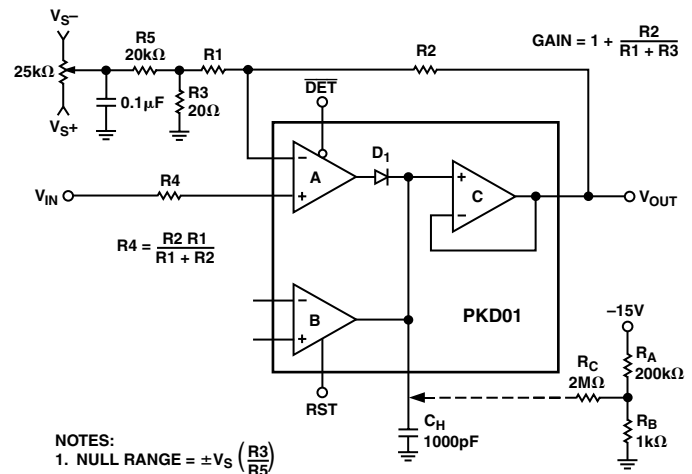 VS–
R5
20kΩ
R1
R2
GAIN = 1 + R2 / (R1 + R3)
25kΩ
0.1µF
R3
20Ω
DET
VS+
–
A
+
D1
+
C
–
VIN
R4
VOUT
R4 = R2 R1 / (R1 + R2)
–
B
+
PKD01
–15V
RA
200kΩ
RC
2MΩ
RST
RB
1kΩ
CH
1000pF
NOTES:
1. NULL RANGE = ±VS (R3 / R5)